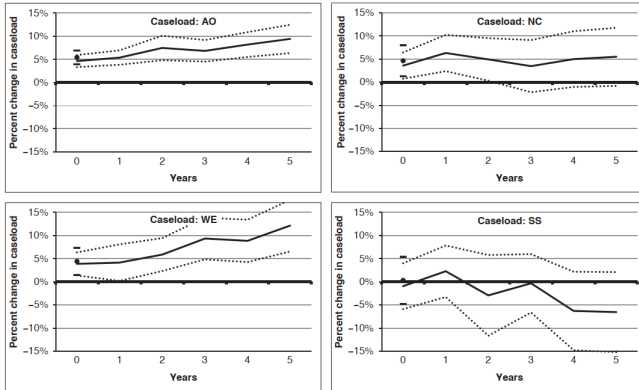 Caseload: AO
Percent change in caseload
15%
10%
5%
0%
−5%
−10%
−15%
0 1 2 3 4 5
Years
Caseload: NC
Percent change in caseload
15%
10%
5%
0%
−5%
−10%
−15%
0 1 2 3 4 5
Years
Caseload: WE
Percent change in caseload
15%
10%
5%
0%
−5%
−10%
−15%
0 1 2 3 4 5
Years
Caseload: SS
Percent change in caseload
15%
10%
5%
0%
−5%
−10%
−15%
0 1 2 3 4 5
Years